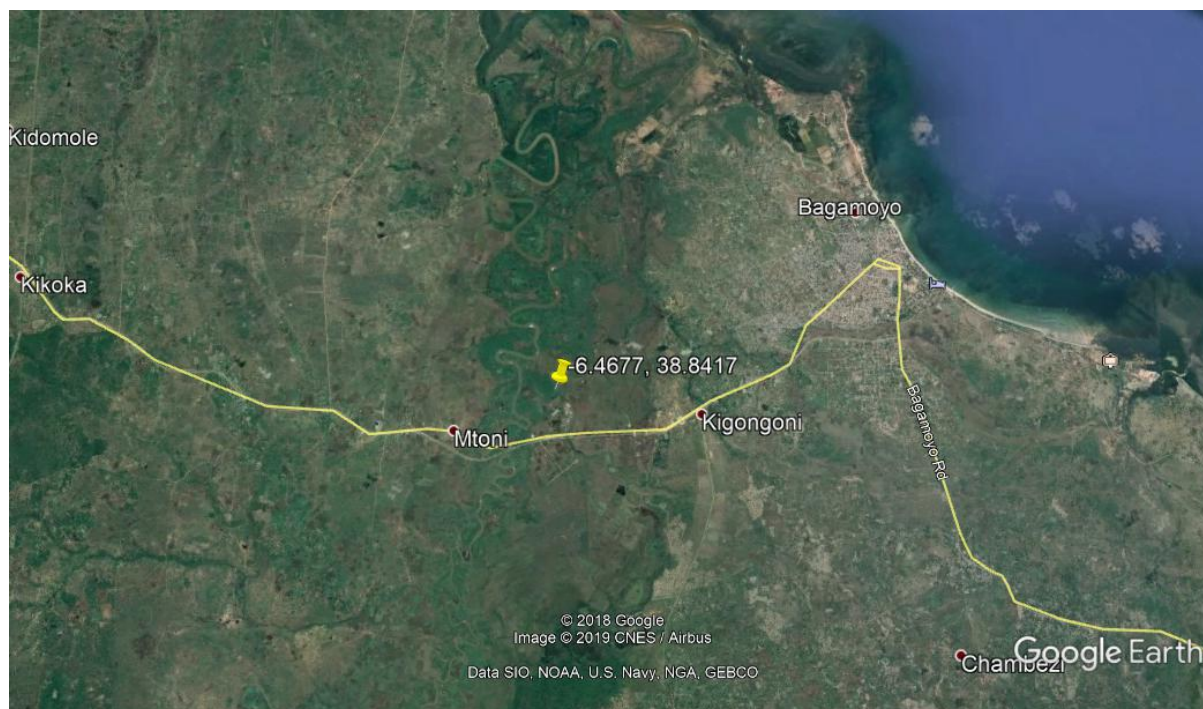 Kidomole
Bagamoyo
Kikoka
-6.4677, 38.8417
Kigongoni
Mtoni
Bagamoyo Rd
© 2018 Google
Image © 2019 CNES / Airbus
Data SIO, NOAA, U.S. Navy, NGA, GEBCO
Chambezi
Google Earth